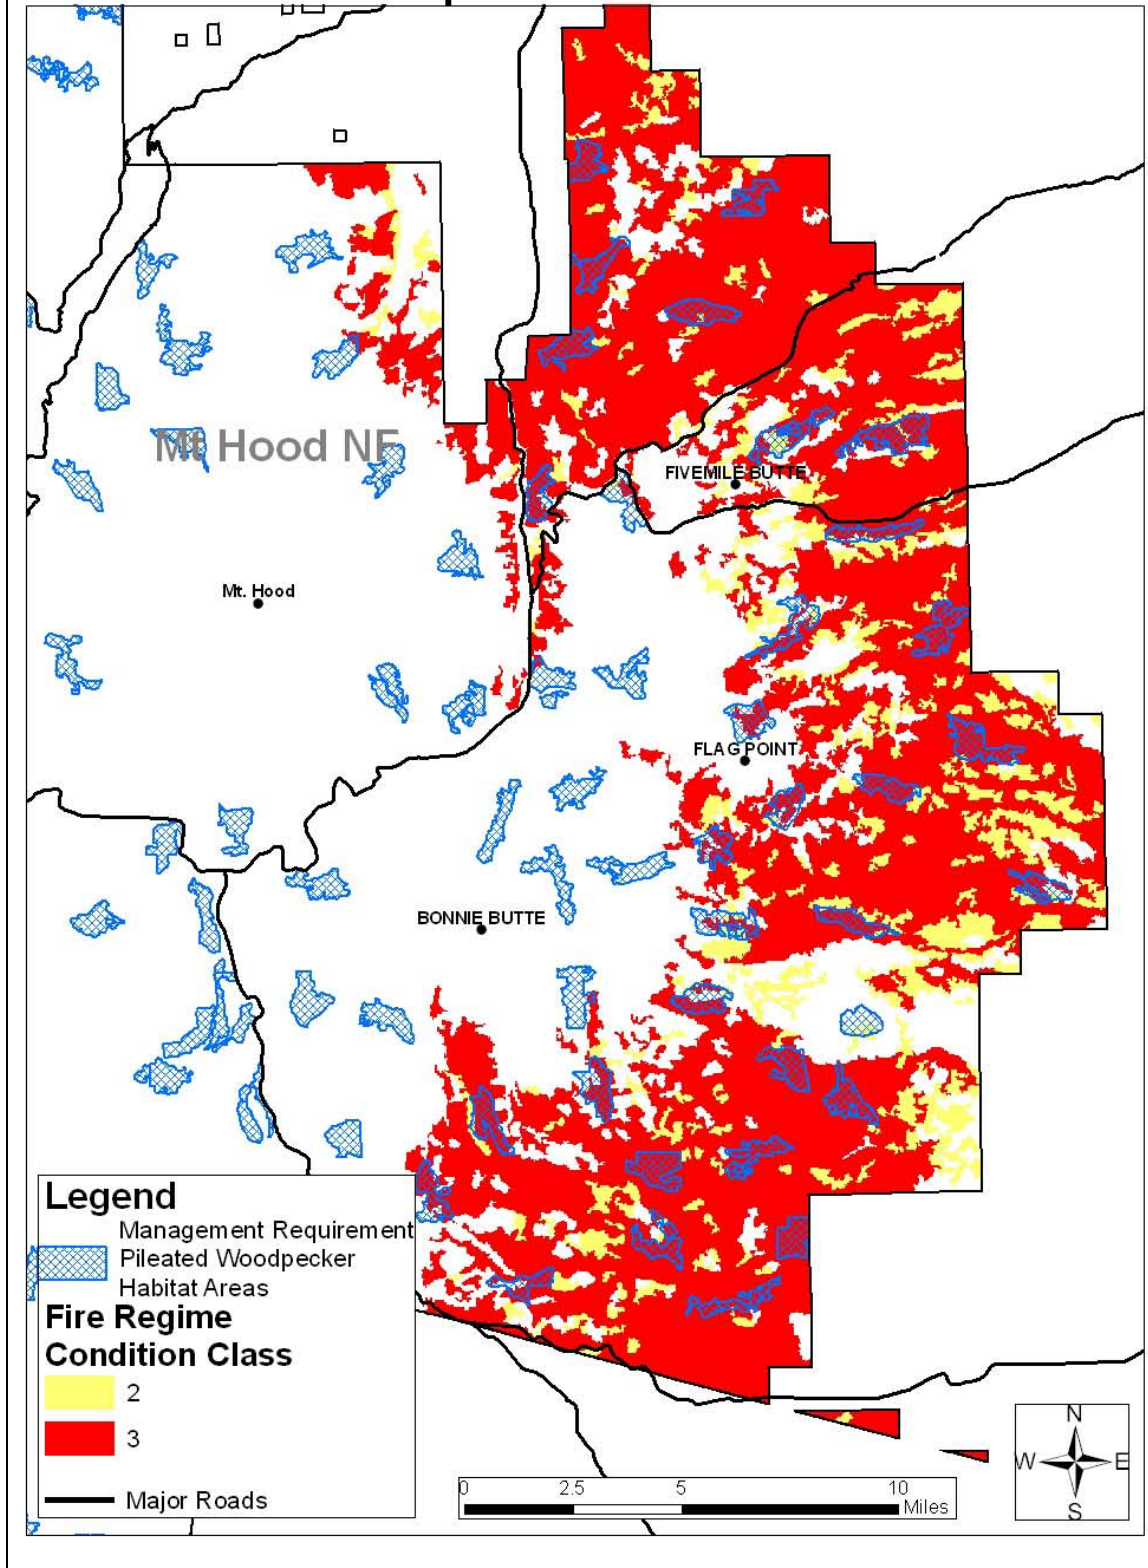 Mt Hood NF
FIVEMILE BUTTE
Mt. Hood
FLAG POINT
BONNIE BUTTE
Legend
Management Requirement
Pileated Woodpecker
Habitat Areas
Fire Regime
Condition Class
2
3
Major Roads
0 2.5 5 10
Miles
N
W E
S